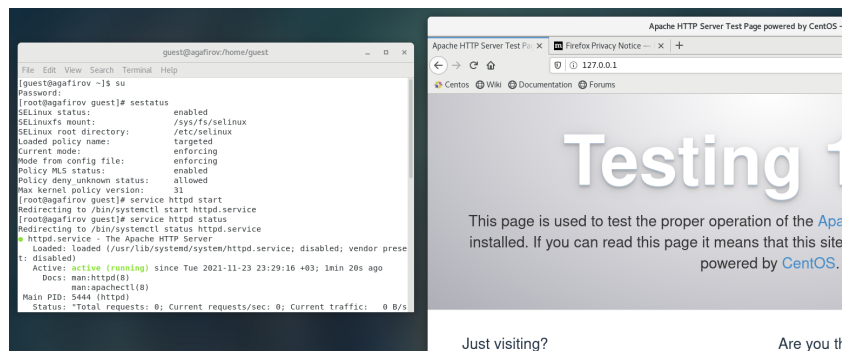 guest@agafirov:/home/guest
File Edit View Search Terminal Help
[guest@agafirov ~]$ su
Password:
[root@agafirov guest]# sestatus
SELinux status: enabled
SELinuxfs mount: /sys/fs/selinux
SELinux root directory: /etc/selinux
Loaded policy name: targeted
Current mode: enforcing
Mode from config file: enforcing
Policy MLS status: enabled
Policy deny_unknown status: allowed
Max kernel policy version: 31
[root@agafirov guest]# service httpd start
Redirecting to /bin/systemctl start httpd.service
[root@agafirov guest]# service httpd status
Redirecting to /bin/systemctl status httpd.service
● httpd.service - The Apache HTTP Server
Loaded: loaded (/usr/lib/systemd/system/httpd.service; disabled; vendor prese
t: disabled)
Active: active (running) since Tue 2021-11-23 23:29:16 +03; 1min 20s ago
Docs: man:httpd(8)
man:apachectl(8)
Main PID: 5444 (httpd)
Status: "Total requests: 0; Current requests/sec: 0; Current traffic: 0 B/s
Apache HTTP Server Test Page powered by CentOS -
Apache HTTP Server Test Pa Firefox Privacy Notice —
127.0.0.1
Centos Wiki Documentation Forums
Testing 1
This page is used to test the proper operation of the Apa
installed. If you can read this page it means that this site
powered by CentOS.
Just visiting?
Are you th